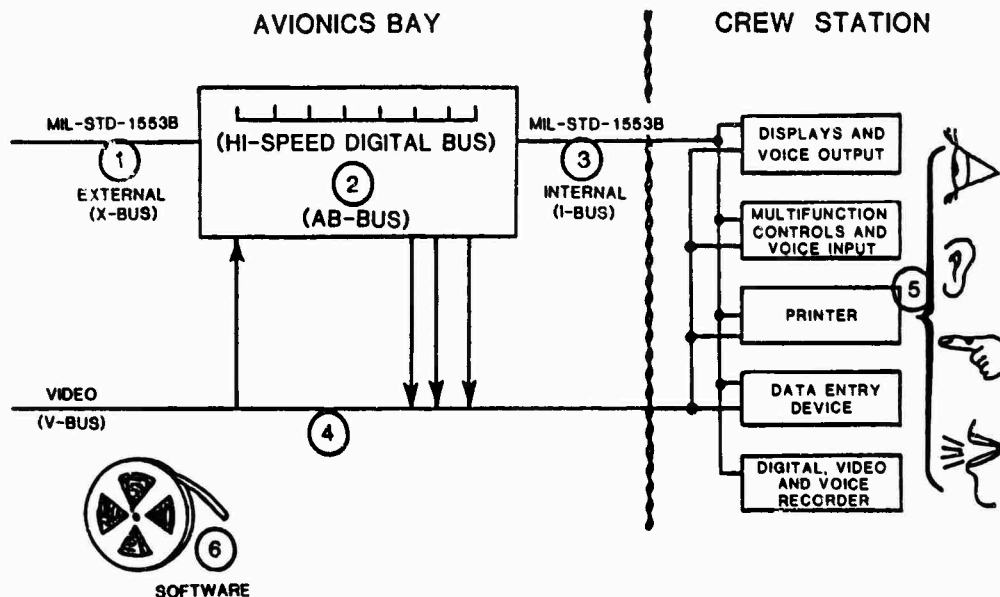 AVIONICS BAY
CREW STATION
MIL-STD-1553B
1
EXTERNAL
(X-BUS)
(HI-SPEED DIGITAL BUS)
2
(AB-BUS)
MIL-STD-1553B
3
INTERNAL
(I-BUS)
DISPLAYS AND
VOICE OUTPUT
MULTIFUNCTION
CONTROLS AND
VOICE INPUT
5
PRINTER
DATA ENTRY
DEVICE
DIGITAL, VIDEO
AND VOICE
RECORDER
VIDEO
(V-BUS)
4
6
SOFTWARE